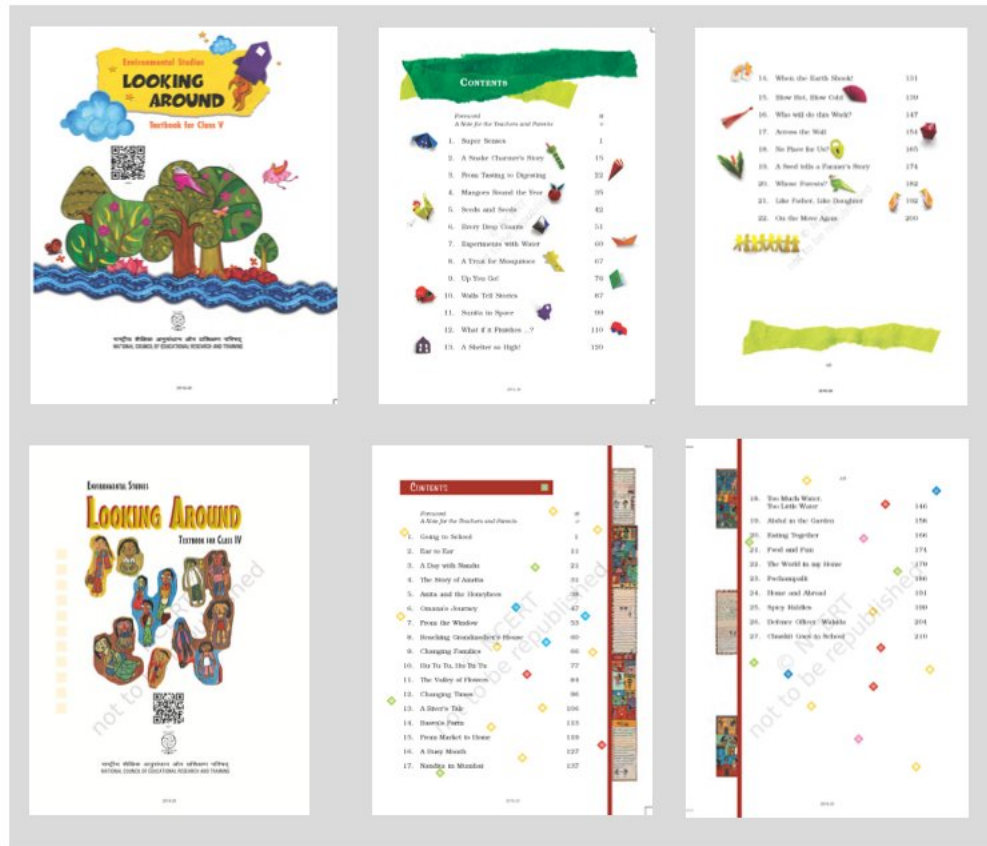 Environmental Studies
LOOKING
AROUND
Textbook for Class V
राष्ट्रीय शैक्षिक अनुसंधान और प्रशिक्षण परिषद्
NATIONAL COUNCIL OF EDUCATIONAL RESEARCH AND TRAINING
CONTENTS
Foreword iii
A Note for the Teachers and Parents v
1. Super Senses 1
2. A Snake Charmer's Story 15
3. From Tasting to Digesting 22
4. Mangoes Round the Year 35
5. Seeds and Seeds 42
6. Every Drop Counts 51
7. Experiments with Water 60
8. A Treat for Mosquitoes 67
9. Up You Go! 76
10. Walls Tell Stories 87
11. Sunita in Space 99
12. What if it Finishes ...? 110
13. A Shelter so High! 120
14. When the Earth Shook! 131
15. Blow Hot, Blow Cold 139
16. Who will do this Work? 147
17. Across the Wall 154
18. No Place for Us? 165
19. A Seed tells a Farmer's Story 174
20. Whose Forests? 182
21. Like Father, Like Daughter 192
22. On the Move Again 200
ENVIRONMENTAL STUDIES
LOOKING AROUND
TEXTBOOK FOR CLASS IV
not to be republished
राष्ट्रीय शैक्षिक अनुसंधान और प्रशिक्षण परिषद्
NATIONAL COUNCIL OF EDUCATIONAL RESEARCH AND TRAINING
CONTENTS
Foreword iii
A Note for the Teachers and Parents v
1. Going to School 1
2. Ear to Ear 11
3. A Day with Nandu 21
4. The Story of Amrita 31
5. Anita and the Honeybees 38
6. Omana's Journey 47
7. From the Window 53
8. Reaching Grandmother's House 60
9. Changing Families 66
10. Hu Tu Tu, Hu Tu Tu 77
11. The Valley of Flowers 84
12. Changing Times 96
13. A River's Tale 106
14. Basva's Farm 113
15. From Market to Home 119
16. A Busy Month 127
17. Nandita in Mumbai 137
© NCERT
not to be republished
18. Too Much Water,
Too Little Water 146
19. Abdul in the Garden 156
20. Eating Together 166
21. Food and Fun 174
22. The World in my Home 179
23. Pochampalli 186
24. Home and Abroad 191
25. Spicy Riddles 199
26. Defence Officer: Wahida 204
27. Chuskit Goes to School 210
© NCERT
not to be republished